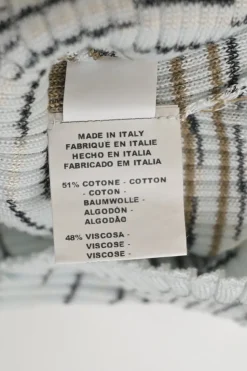 MADE IN ITALY
FABRIQUE EN ITALIE
HECHO EN ITALIA
FABRICADO EM ITALIA
51% COTONE - COTTON
- COTON -
BAUMWOLLE -
ALGODÓN -
ALGODÃO
48% VISCOSA -
VISCOSE -
VISCOSE -